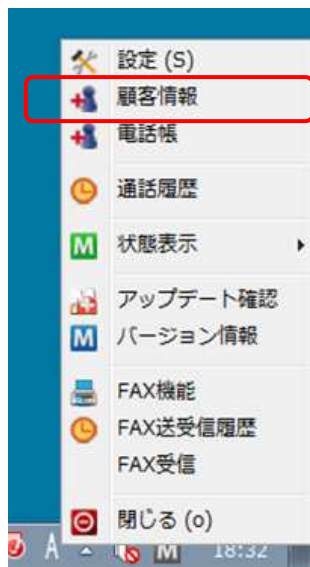 設定 (S)
顧客情報
電話帳
通話履歴
M 状態表示
アップデート確認
M バージョン情報
FAX機能
FAX送受信履歴
FAX受信
閉じる (o)
A M 18:32